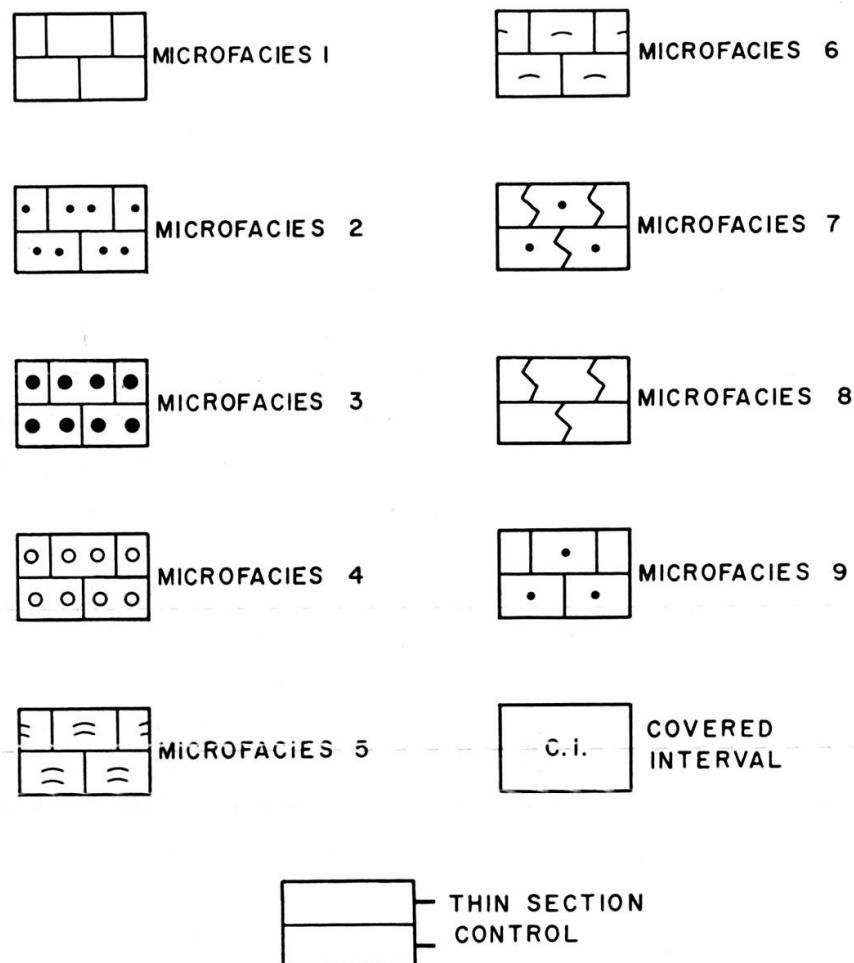 MICROFACIES 1
MICROFACIES 2
MICROFACIES 3
MICROFACIES 4
MICROFACIES 5
MICROFACIES 6
MICROFACIES 7
MICROFACIES 8
MICROFACIES 9
C.i.
COVERED
INTERVAL
THIN SECTION
CONTROL